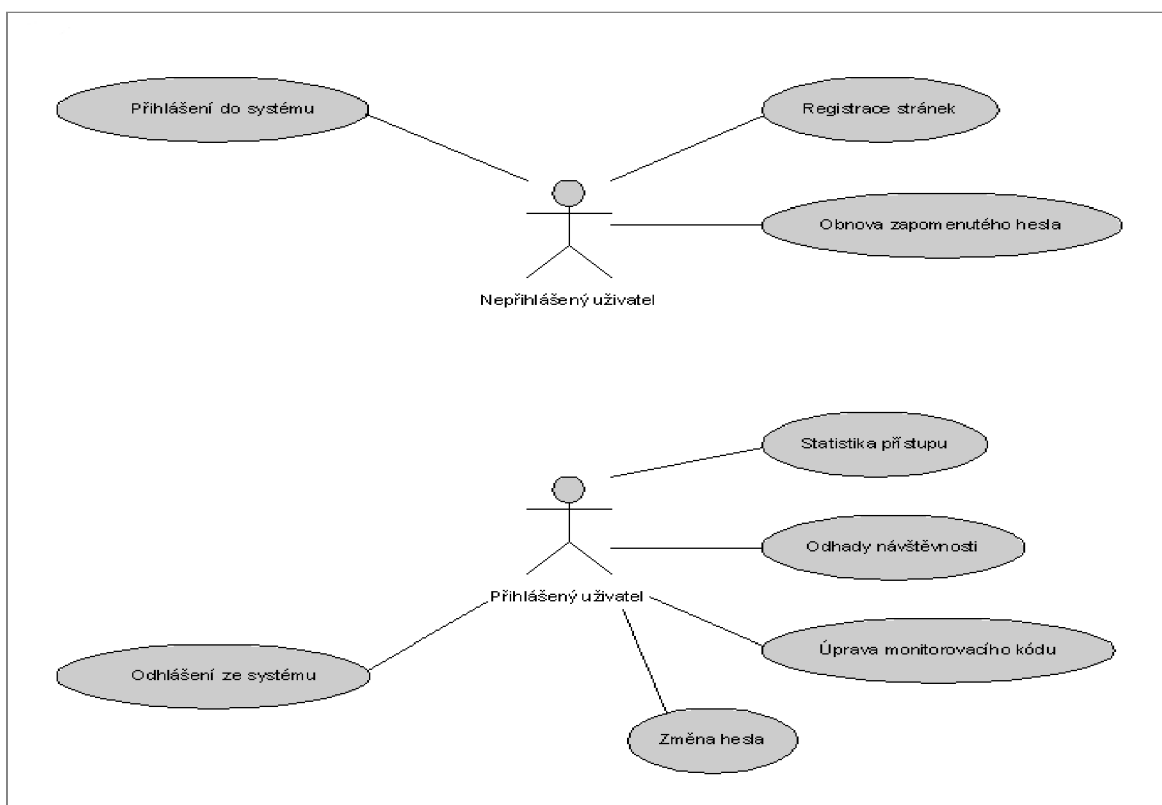 Přihlášení do systému
Registrace stránek
Obnova zapomenutého hesla
Nepřihlášený uživatel
Statistika přístupu
Odhady návštěvnosti
Přihlášený uživatel
Úprava monitorovacího kódu
Odhlášení ze systému
Změna hesla